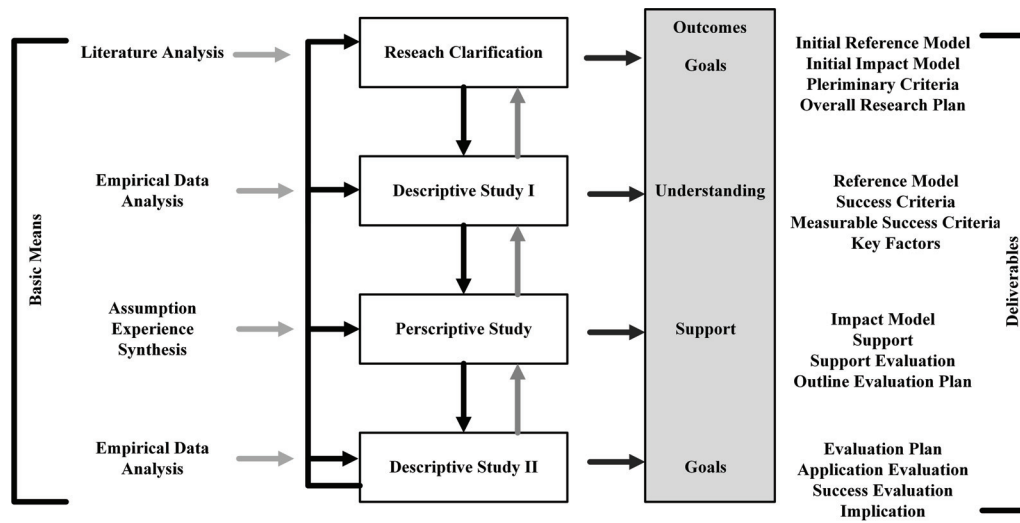 Basic Means
Literature Analysis
Reseach Clarification
Outcomes
Goals
Initial Reference Model
Initial Impact Model
Pleriminary Criteria
Overall Research Plan
Empirical Data
Analysis
Descriptive Study I
Understanding
Reference Model
Success Criteria
Measurable Success Criteria
Key Factors
Assumption
Experience
Synthesis
Perscriptive Study
Support
Impact Model
Support
Support Evaluation
Outline Evaluation Plan
Empirical Data
Analysis
Descriptive Study II
Goals
Evaluation Plan
Application Evaluation
Success Evaluation
Implication
Deliverables